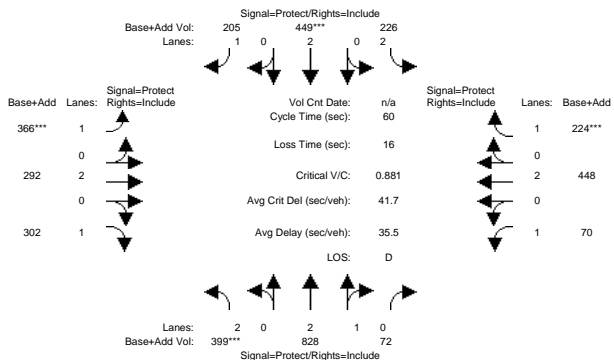 Signal=Protect/Rights=Include
Base+Add Vol: 205 449*** 226
Lanes: 1 0 2 0 2
Signal=Protect
Base+Add Lanes: Rights=Include
Vol Cnt Date: n/a
Signal=Protect
Rights=Include Lanes: Base+Add
Cycle Time (sec): 60
366*** 1
1 224***
Loss Time (sec): 16
0
0
292 2
Critical V/C: 0.881
2 448
0
Avg Crit Del (sec/veh): 41.7
0
302 1
Avg Delay (sec/veh): 35.5
1 70
LOS: D
Lanes: 2 0 2 1 0
Base+Add Vol: 399*** 828 72
Signal=Protect/Rights=Include